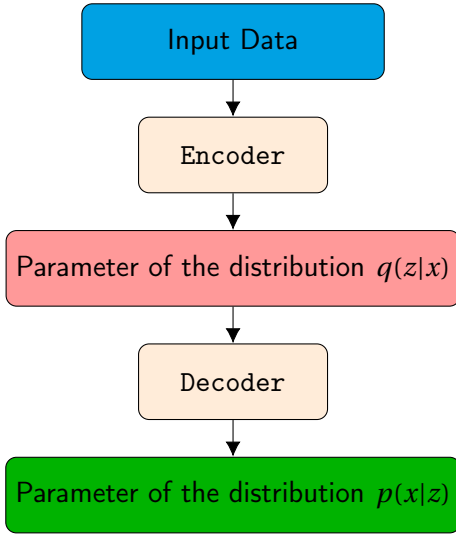 Input Data
Encoder
Parameter of the distribution q(z|x)
Decoder
Parameter of the distribution p(x|z)